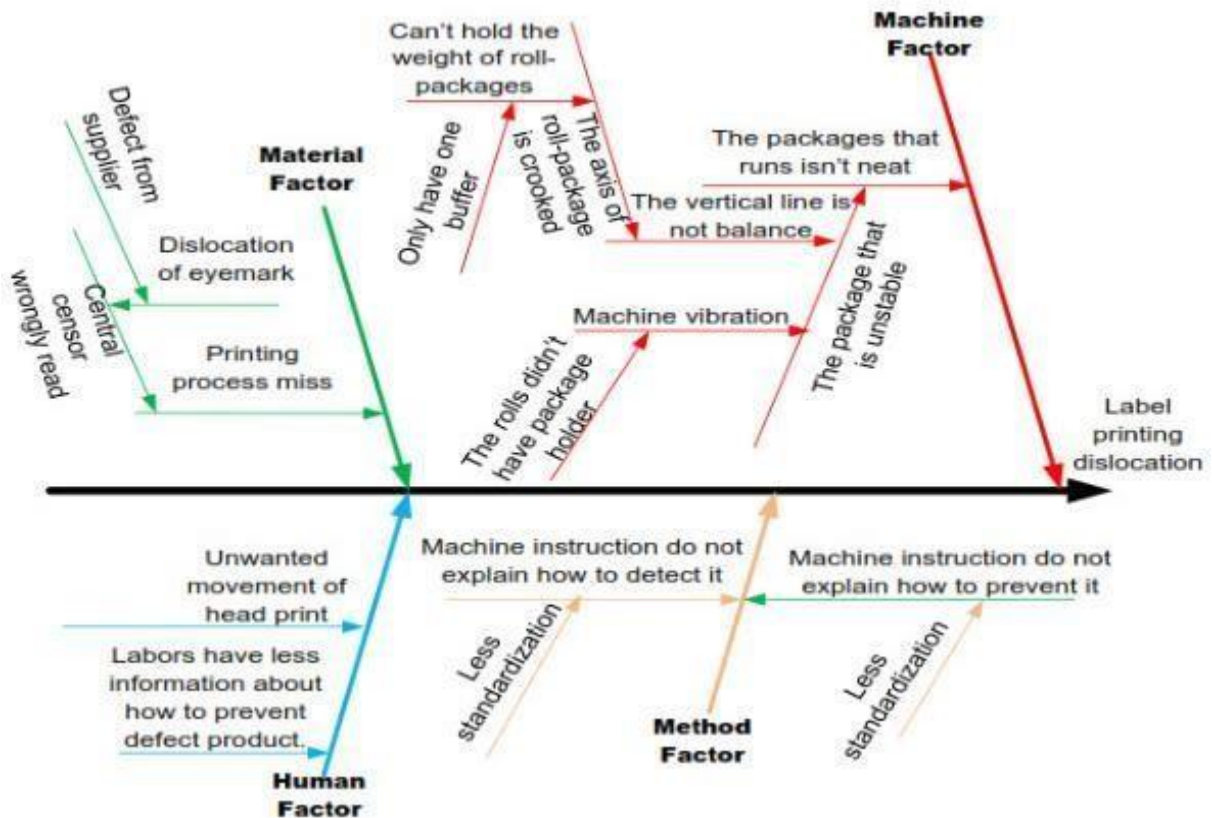 Machine
Factor
Can't hold the
weight of roll-
packages
Only have one
buffer
The axis of
roll-package
is crooked
The packages that
runs isn't neat
The vertical line is
not balance
The package that
is unstable
Machine vibration
The rolls didn't
have package
holder
Material
Factor
Defect from
supplier
Dislocation
of eyemark
Central
censor
wrongly read
Printing
process miss
Label
printing
dislocation
Unwanted
movement of
head print
Labors have less
information about
how to prevent
defect product.
Human
Factor
Machine instruction do not
explain how to detect it
Less
standardization
Method
Factor
Machine instruction do not
explain how to prevent it
Less
standardization